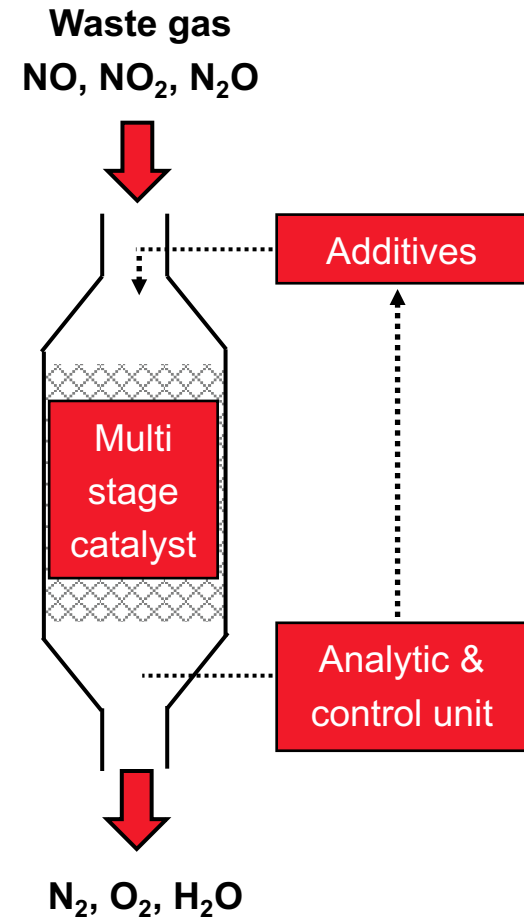 Waste gas
NO, NO₂, N₂O
Additives
Multi
stage
catalyst
Analytic &
control unit
N₂, O₂, H₂O